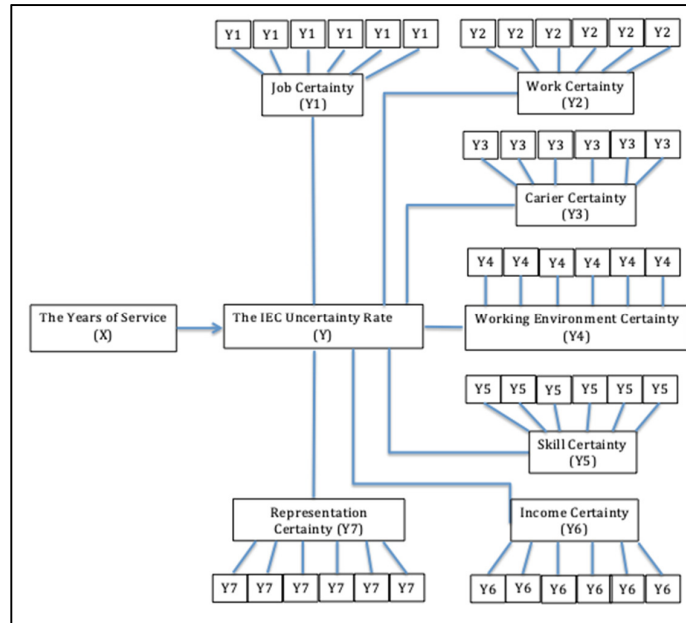 Y1 Y1 Y1 Y1 Y1 Y1
Job Certainty
(Y1)
Y2 Y2 Y2 Y2 Y2 Y2
Work Certainty
(Y2)
Y3 Y3 Y3 Y3 Y3 Y3
Carier Certainty
(Y3)
Y4 Y4 Y4 Y4 Y4 Y4
Working Environment Certainty
(Y4)
The Years of Service
(X)
The IEC Uncertainty Rate
(Y)
Y5 Y5 Y5 Y5 Y5 Y5
Skill Certainty
(Y5)
Representation
Certainty (Y7)
Y7 Y7 Y7 Y7 Y7 Y7
Income Certainty
(Y6)
Y6 Y6 Y6 Y6 Y6 Y6